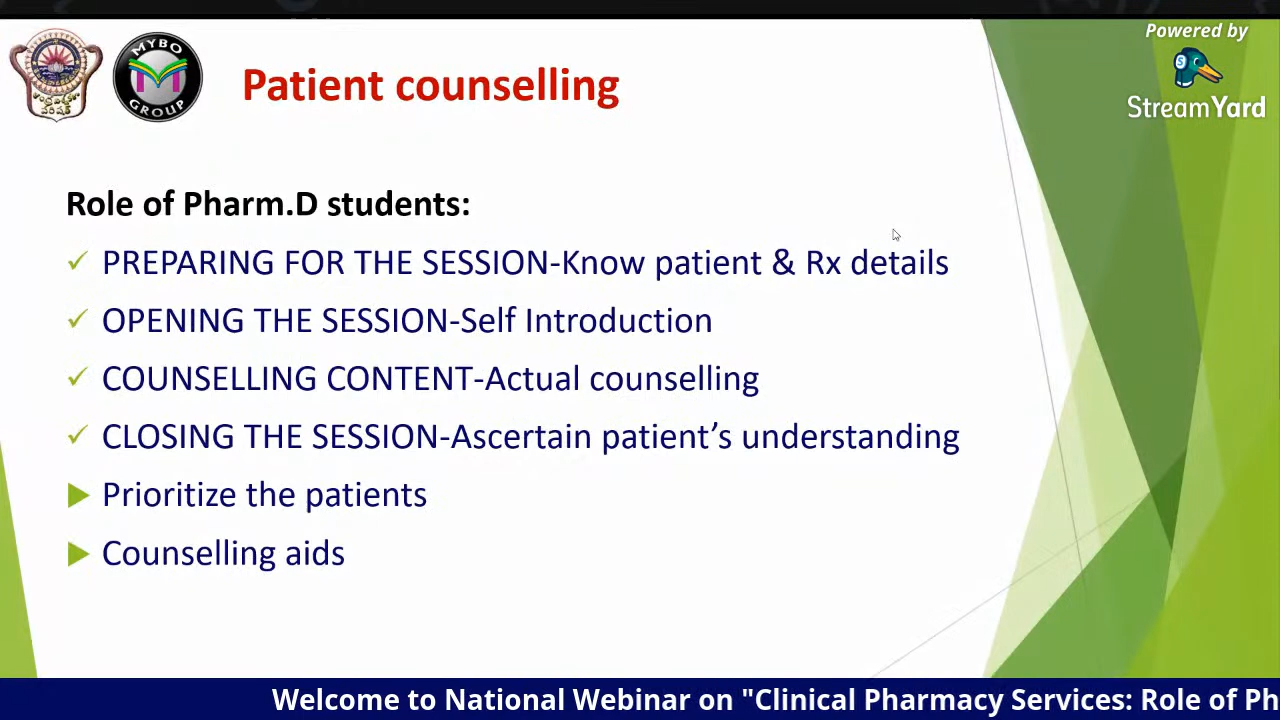 Powered by
StreamYard
MYBO
GROUP
Patient counselling
Role of Pharm.D students:
PREPARING FOR THE SESSION-Know patient & Rx details
OPENING THE SESSION-Self Introduction
COUNSELLING CONTENT-Actual counselling
CLOSING THE SESSION-Ascertain patient’s understanding
Prioritize the patients
Counselling aids
Welcome to National Webinar on "Clinical Pharmacy Services: Role of Ph